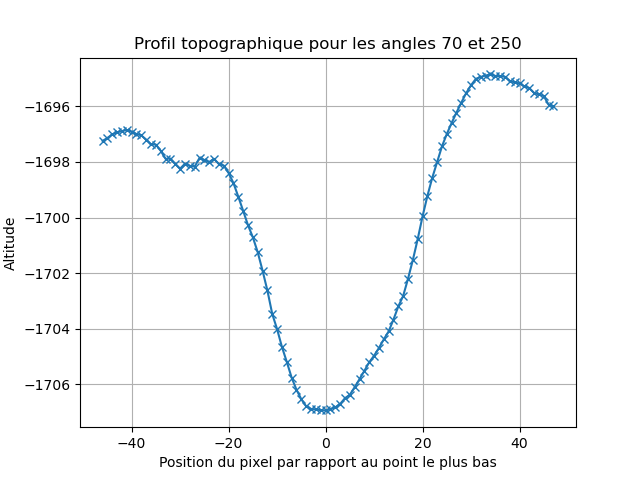 Profil topographique pour les angles 70 et 250
Altitude
−1696
−1698
−1700
−1702
−1704
−1706
−40 −20 0 20 40
Position du pixel par rapport au point le plus bas